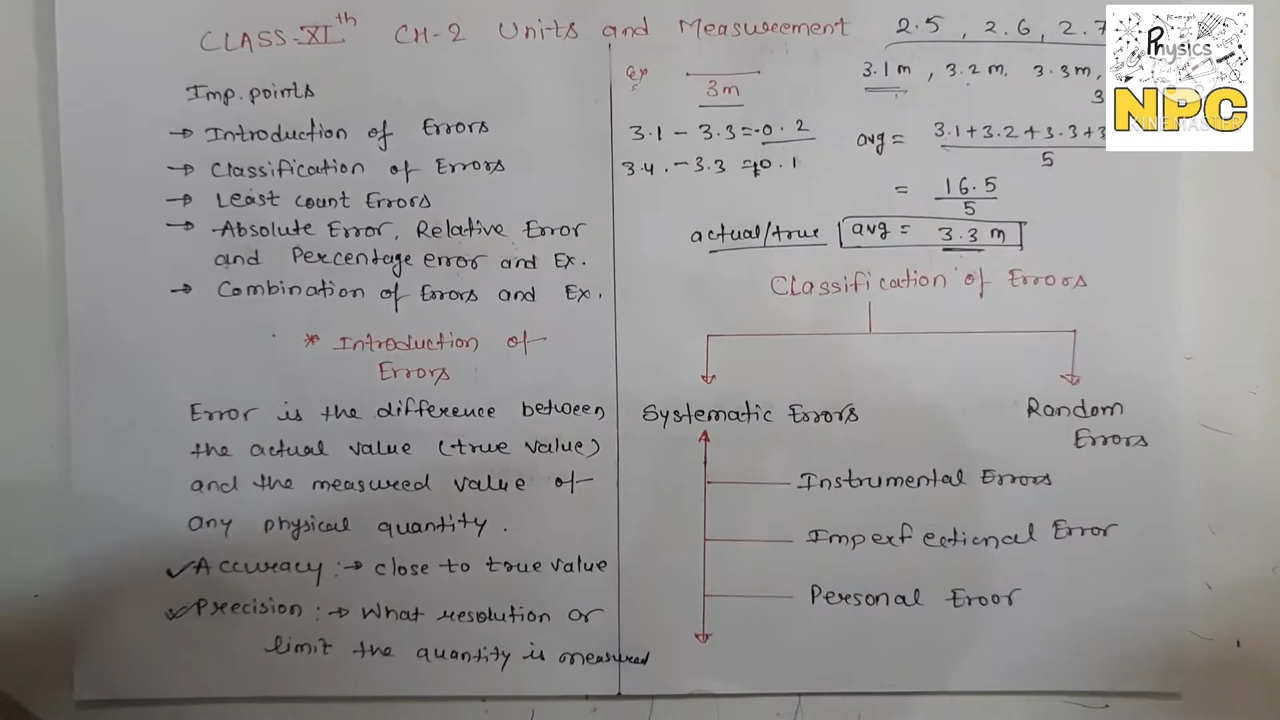 CLASS-XIth CH-2 Units and Measurement 2.5, 2.6, 2.7
Imp. points
→ Introduction of Errors
→ Classification of Errors
→ Least count Errors
→ Absolute Error, Relative Error
and Percentage error and Ex.
→ Combination of Errors and Ex.
* Introduction of
Errors
Error is the difference between
the actual value (true value)
and the measured value of
any physical quantity.
✓Accuracy :→ close to true value
✓Precision :→ What resolution or
limit the quantity is measured
Ex
3m
3.1 m, 3.2 m. 3.3m,
3
3.1 - 3.3 = -0.2
3.4 . - 3.3 = +0.1
avg = 3.1+3.2+3.3+3
5
= 16.5
5
actual/true avg = 3.3 m
Classification of Errors
Systematic Errors
Random
Errors
Instrumental Errors
Imperfectional Error
Personal Error
Physics
NPC
KINEMASTER